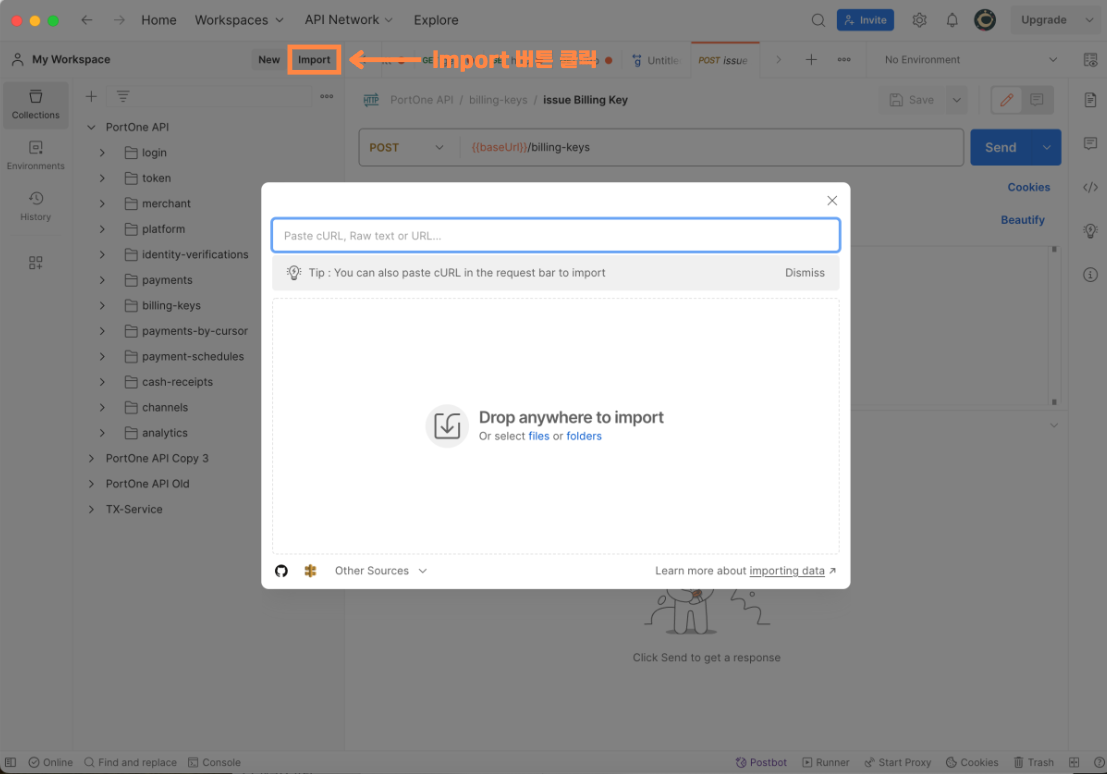 Home Workspaces API Network Explore Invite Upgrade
My Workspace New Import Import 버튼 클릭 Untitle POST issue No Environment
Collections
Environments
History
PortOne API
login
token
merchant
platform
identity-verifications
payments
billing-keys
payments-by-cursor
payment-schedules
cash-receipts
channels
analytics
PortOne API Copy 3
PortOne API Old
TX-Service
HTTP PortOne API / billing-keys / issue Billing Key Save
POST {{baseUrl}}/billing-keys Send
Cookies
Beautify
Paste cURL, Raw text or URL...
Tip : You can also paste cURL in the request bar to import Dismiss
Drop anywhere to import
Or select files or folders
Other Sources Learn more about importing data
Click Send to get a response
Online Find and replace Console Postbot Runner Start Proxy Cookies Trash